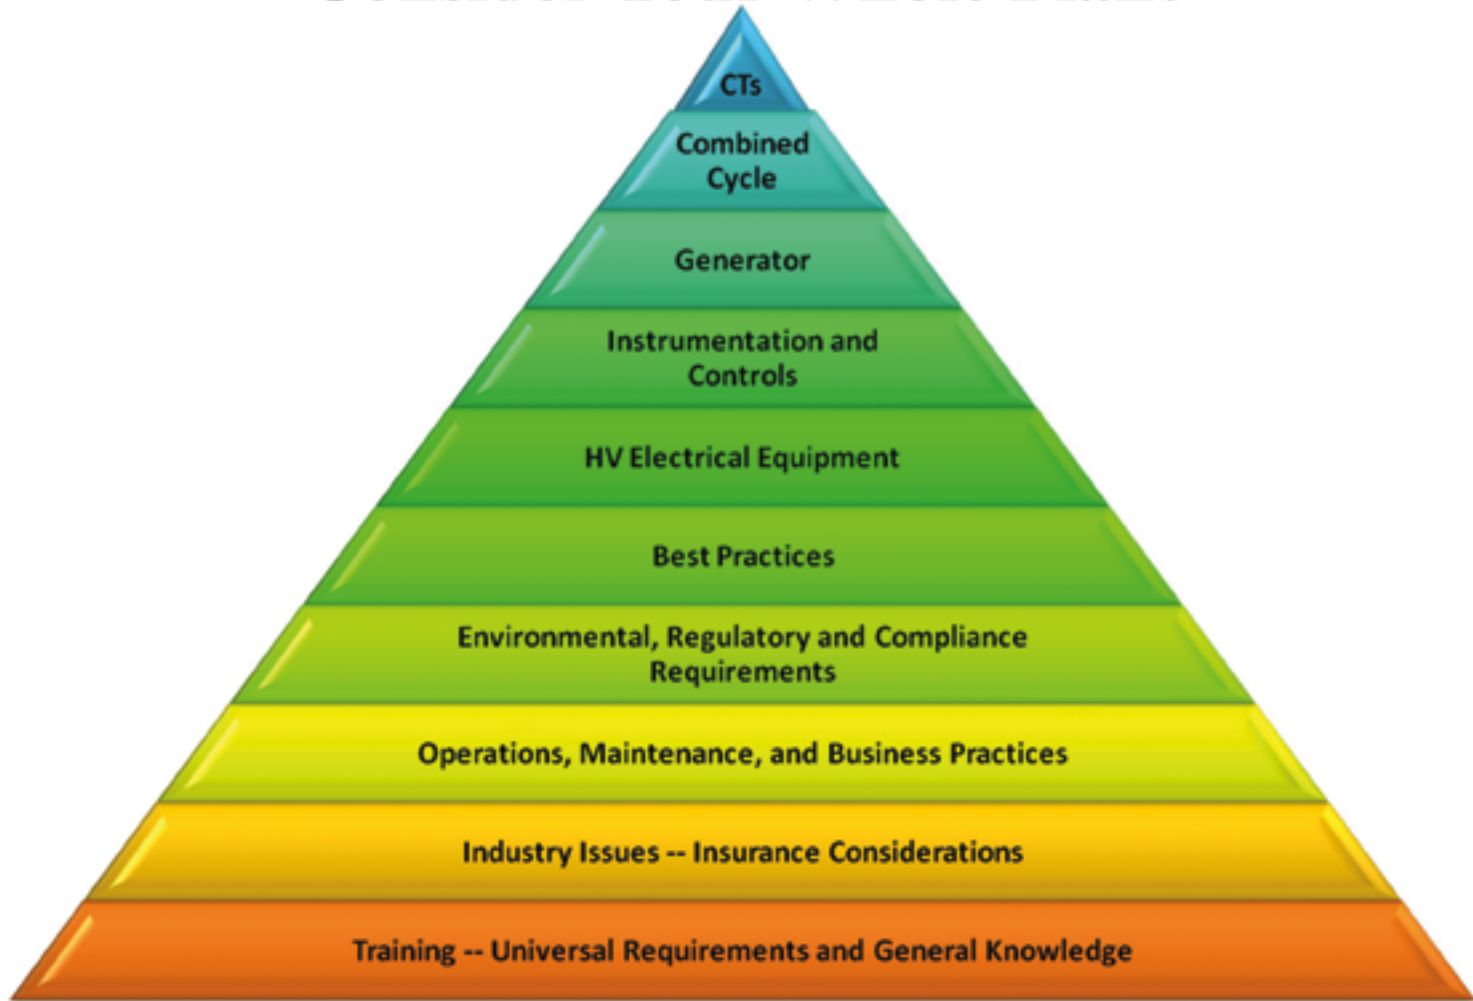 CTs
Combined
Cycle
Generator
Instrumentation and
Controls
HV Electrical Equipment
Best Practices
Environmental, Regulatory and Compliance
Requirements
Operations, Maintenance, and Business Practices
Industry Issues -- Insurance Considerations
Training -- Universal Requirements and General Knowledge